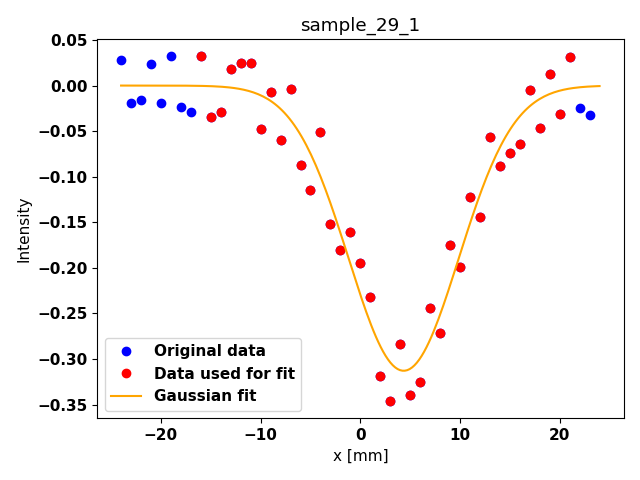 sample_29_1
0.05
0.00
−0.05
−0.10
−0.15
−0.20
−0.25
−0.30
−0.35
Intensity
Original data
Data used for fit
Gaussian fit
−20 −10 0 10 20
x [mm]